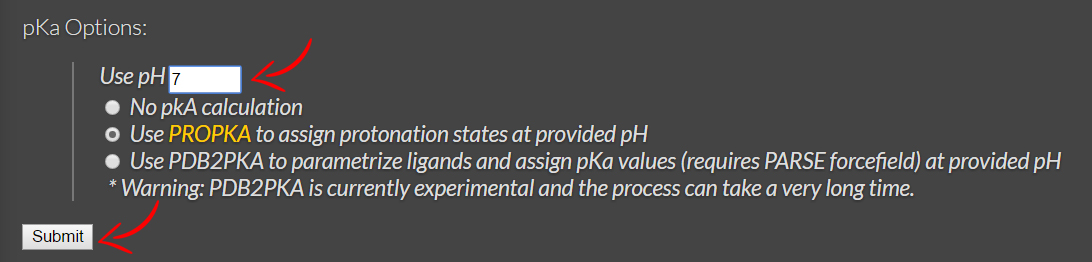 pKa Options:
Use pH 7
No pkA calculation
Use PROPKA to assign protonation states at provided pH
Use PDB2PKA to parametrize ligands and assign pKa values (requires PARSE forcefield) at provided pH
* Warning: PDB2PKA is currently experimental and the process can take a very long time.
Submit